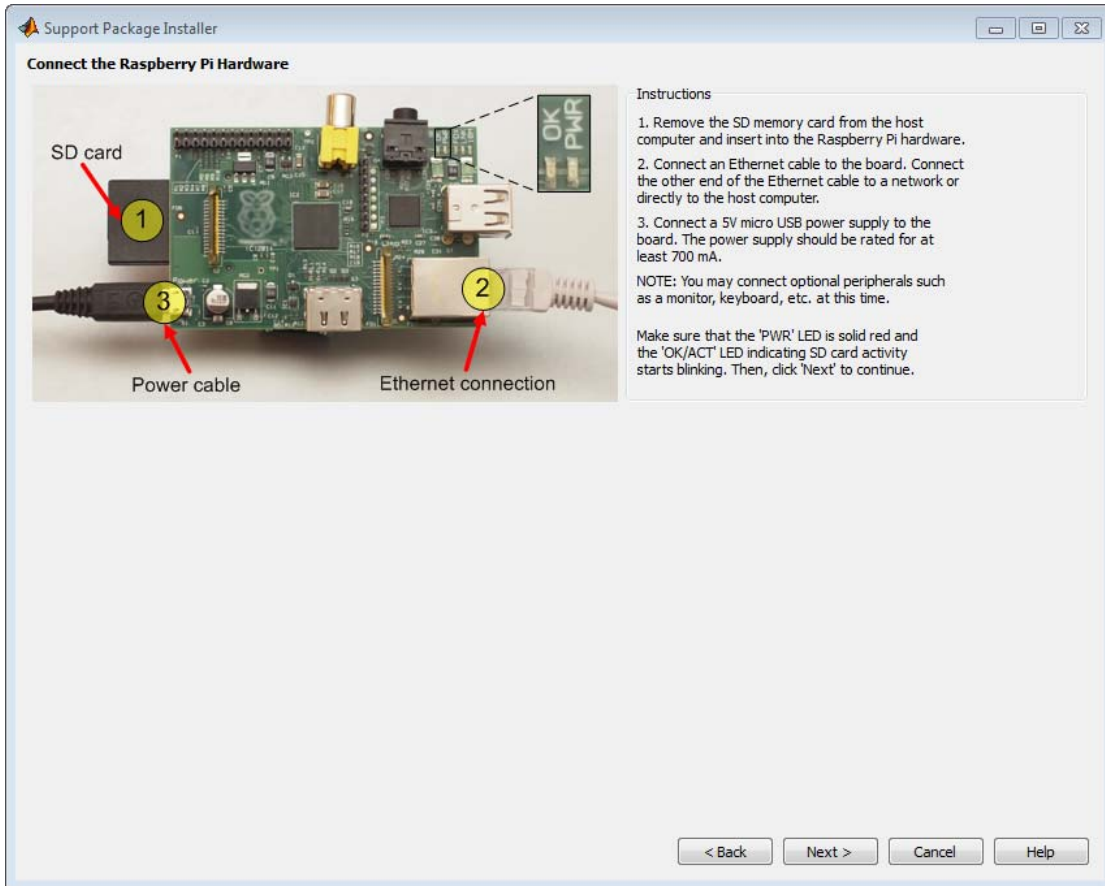 Support Package Installer
Connect the Raspberry Pi Hardware
SD card
1
OK
PWR
3
2
Power cable
Ethernet connection
Instructions
1. Remove the SD memory card from the host
computer and insert into the Raspberry Pi hardware.
2. Connect an Ethernet cable to the board. Connect
the other end of the Ethernet cable to a network or
directly to the host computer.
3. Connect a 5V micro USB power supply to the
board. The power supply should be rated for at
least 700 mA.
NOTE: You may connect optional peripherals such
as a monitor, keyboard, etc. at this time.
Make sure that the 'PWR' LED is solid red and
the 'OK/ACT' LED indicating SD card activity
starts blinking. Then, click 'Next' to continue.
< Back
Next >
Cancel
Help